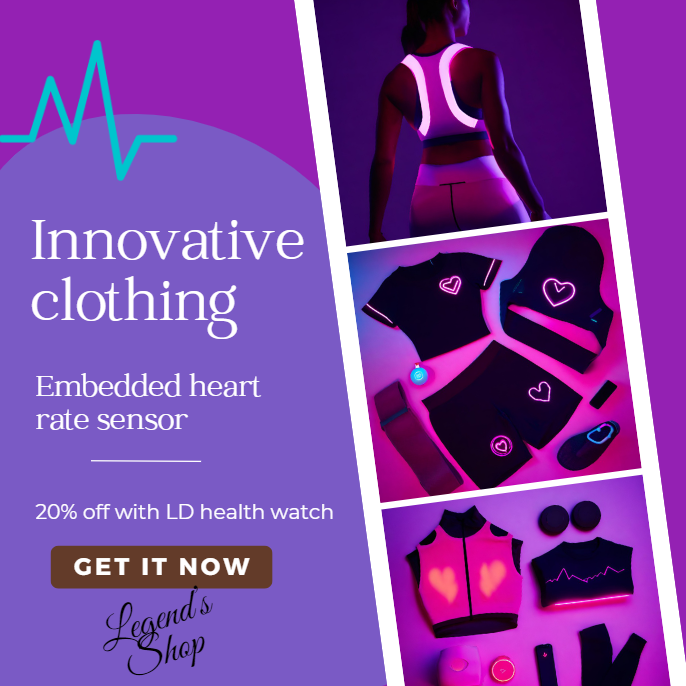 Innovative
clothing
Embedded heart
rate sensor
20% off with LD health watch
GET IT NOW
Legend's
Shop